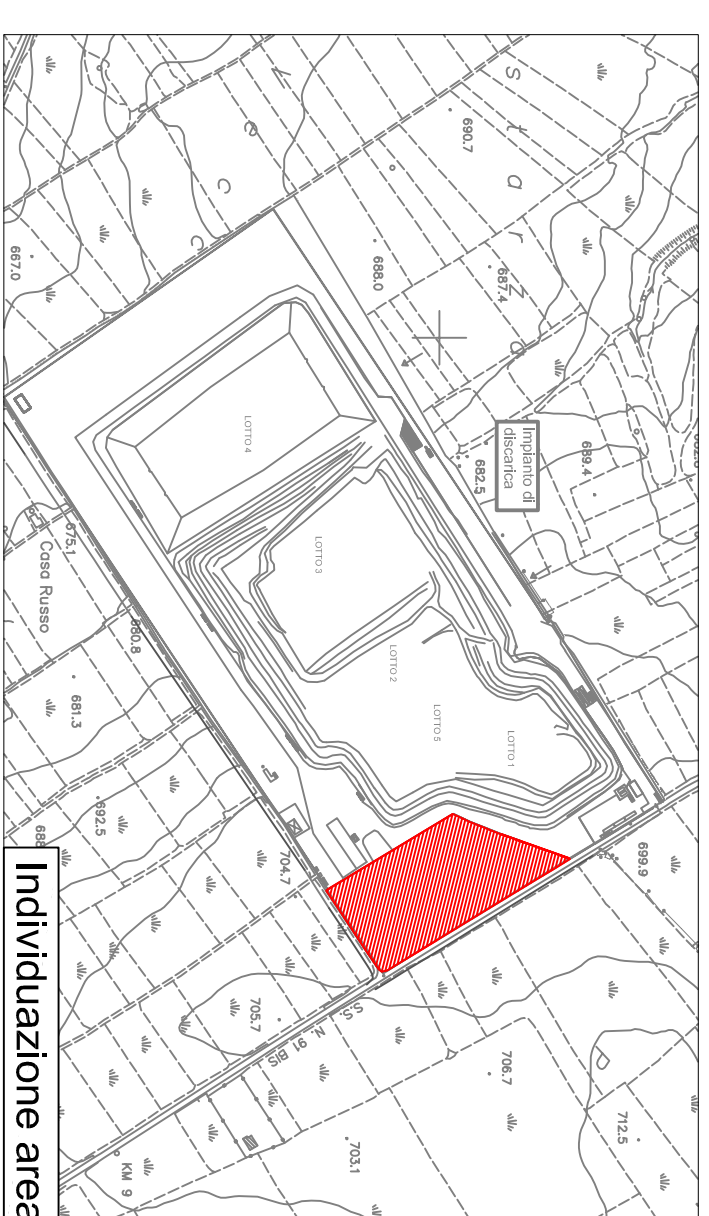 S t a r z a
L e c c
690.7
687.4
688.0
667.0
689.4
682.5
Impianto di
discarica
LOTTO 4
LOTTO 3
LOTTO 2
LOTTO 5
LOTTO 1
675.1
Casa Russo
680.8
681.3
692.5
688
704.7
699.9
705.7
S.S. N. 91 BIS
706.7
712.5
703.1
KM 9
Individuazione area